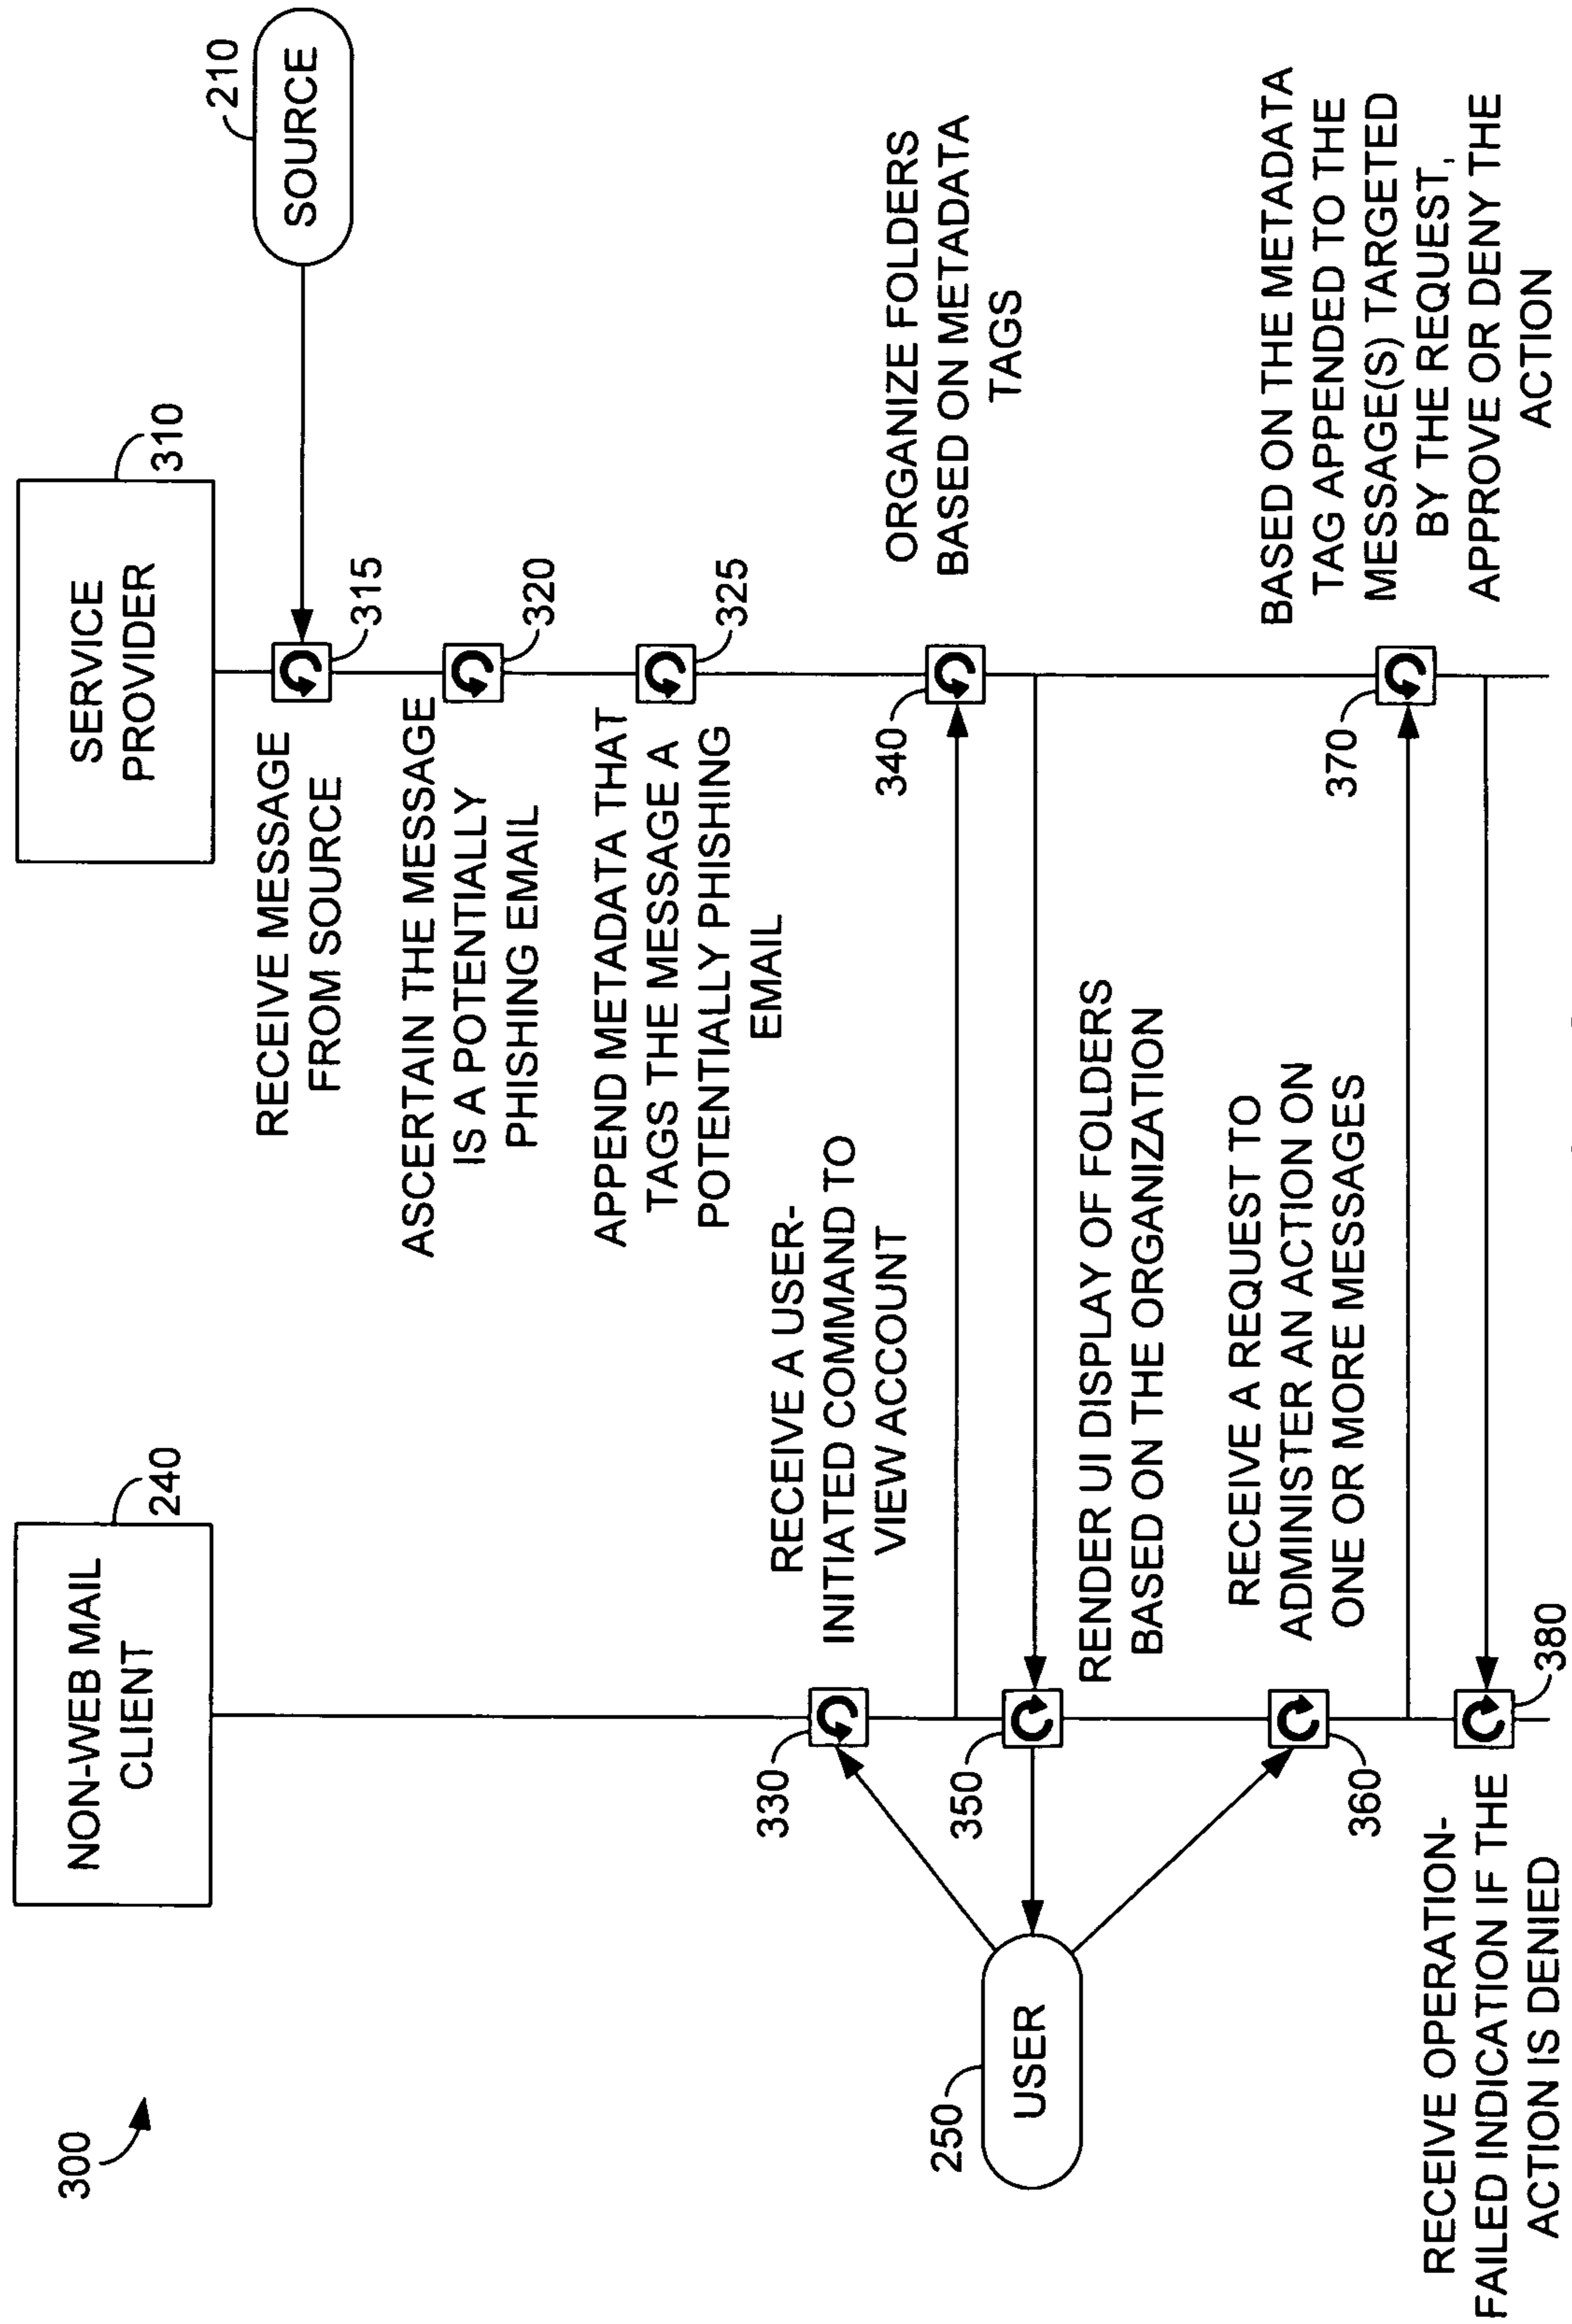 300
NON-WEB MAIL
CLIENT
240
SERVICE
PROVIDER
310
210
SOURCE
RECEIVE MESSAGE
FROM SOURCE
315
ASCERTAIN THE MESSAGE
IS A POTENTIALLY
PHISHING EMAIL
320
APPEND METADATA THAT
TAGS THE MESSAGE A
POTENTIALLY PHISHING
EMAIL
325
330
RECEIVE A USER-
INITIATED COMMAND TO
VIEW ACCOUNT
340
ORGANIZE FOLDERS
BASED ON METADATA
TAGS
250
USER
350
RENDER UI DISPLAY OF FOLDERS
BASED ON THE ORGANIZATION
360
RECEIVE A REQUEST TO
ADMINISTER AN ACTION ON
ONE OR MORE MESSAGES
370
BASED ON THE METADATA
TAG APPENDED TO THE
MESSAGE(S) TARGETED
BY THE REQUEST,
APPROVE OR DENY THE
ACTION
RECEIVE OPERATION-
FAILED INDICATION IF THE
ACTION IS DENIED
380